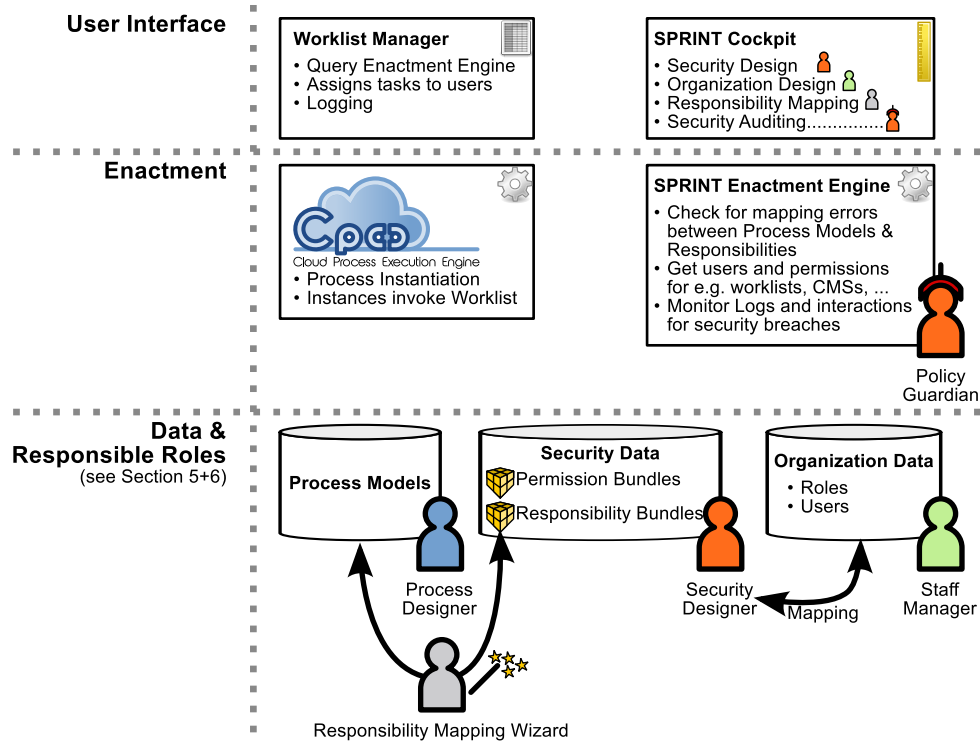 User Interface
Worklist Manager
• Query Enactment Engine
• Assigns tasks to users
• Logging
SPRINT Cockpit
• Security Design
• Organization Design
• Responsibility Mapping
• Security Auditing...............
Enactment
Cpee
Cloud Process Execution Engine
• Process Instantiation
• Instances invoke Worklist
SPRINT Enactment Engine
• Check for mapping errors
between Process Models &
Responsibilities
• Get users and permissions
for e.g. worklists, CMSs, ...
• Monitor Logs and interactions
for security breaches
Policy
Guardian
Data &
Responsible Roles
(see Section 5+6)
Process Models
Security Data
Permission Bundles
Responsibility Bundles
Organization Data
• Roles
• Users
Process
Designer
Security
Designer
Mapping
Staff
Manager
Responsibility Mapping Wizard